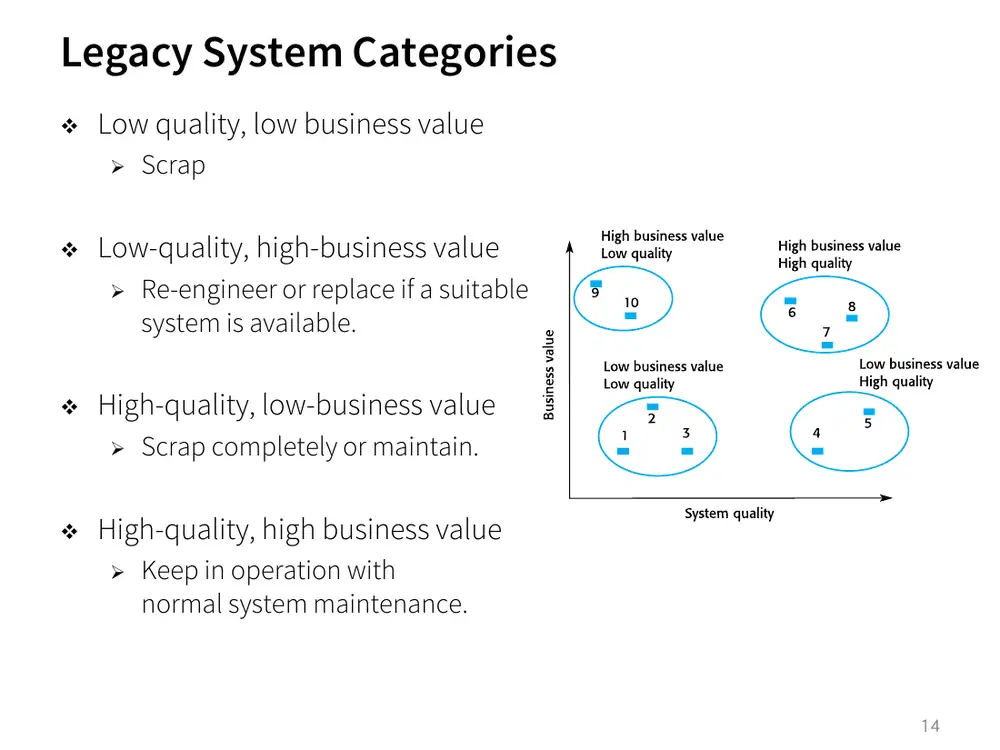 Legacy System Categories
❖ Low quality, low business value
➢ Scrap
❖ Low-quality, high-business value
➢ Re-engineer or replace if a suitable
system is available.
❖ High-quality, low-business value
➢ Scrap completely or maintain.
❖ High-quality, high business value
➢ Keep in operation with
normal system maintenance.
High business value
Low quality
High business value
High quality
9
10
6
8
7
Business value
Low business value
Low quality
Low business value
High quality
2
1
3
5
4
System quality
14